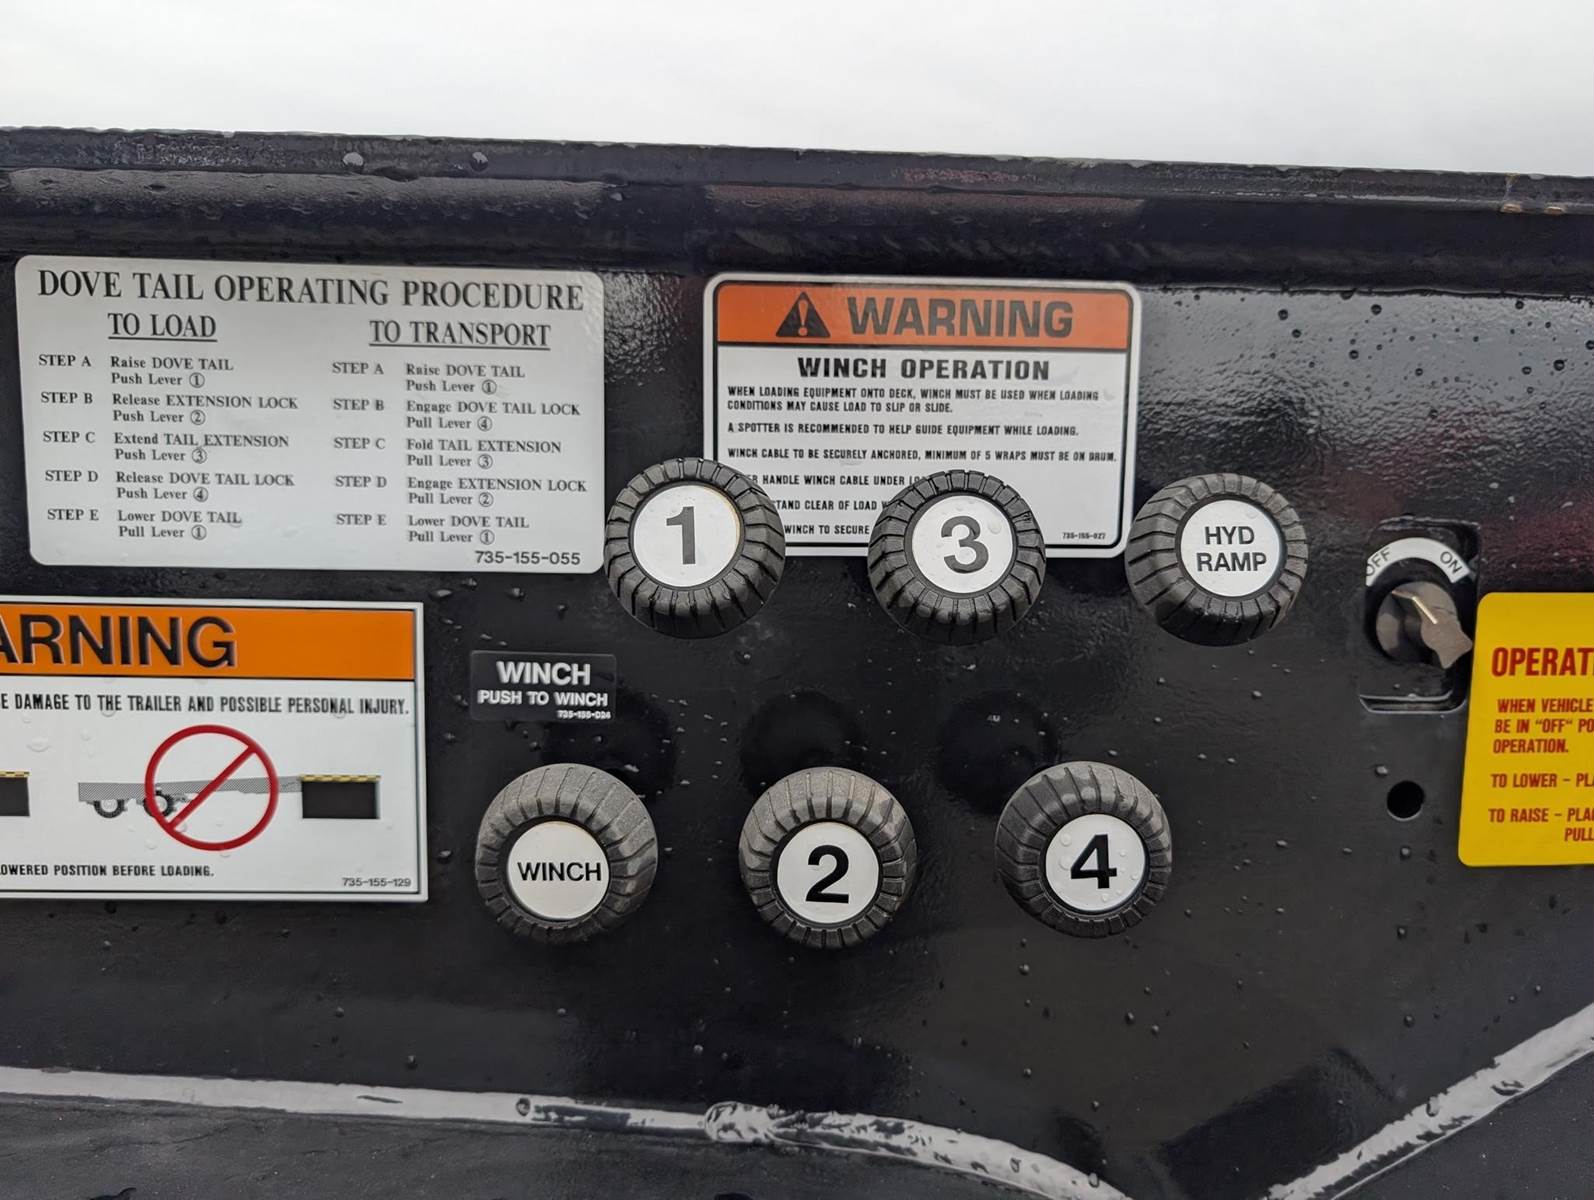 DOVE TAIL OPERATING PROCEDURE
TO LOAD
STEP A Raise DOVE TAIL
Push Lever ①
STEP B Release EXTENSION LOCK
Push Lever ②
STEP C Extend TAIL EXTENSION
Push Lever ③
STEP D Release DOVE TAIL LOCK
Push Lever ④
STEP E Lower DOVE TAIL
Pull Lever ①
TO TRANSPORT
STEP A Raise DOVE TAIL
Push Lever ①
STEP B Engage DOVE TAIL LOCK
Pull Lever ④
STEP C Fold TAIL EXTENSION
Pull Lever ③
STEP D Engage EXTENSION LOCK
Pull Lever ②
STEP E Lower DOVE TAIL
Pull Lever ①
735-155-055
WARNING
WINCH OPERATION
WHEN LOADING EQUIPMENT ONTO DECK, WINCH MUST BE USED WHEN LOADING
CONDITIONS MAY CAUSE LOAD TO SLIP OR SLIDE.
A SPOTTER IS RECOMMENDED TO HELP GUIDE EQUIPMENT WHILE LOADING.
WINCH CABLE TO BE SECURELY ANCHORED, MINIMUM OF 5 WRAPS MUST BE ON DRUM.
HANDLE WINCH CABLE UNDER
STAND CLEAR OF LOAD
WINCH TO SECURE
735-155-027
1
3
HYD
RAMP
OFF ON
ARNING
E DAMAGE TO THE TRAILER AND POSSIBLE PERSONAL INJURY.
OWERED POSITION BEFORE LOADING.
735-155-129
WINCH
PUSH TO WINCH
735-155-024
WINCH
2
4
OPERAT
WHEN VEHICLE
BE IN "OFF" PO
OPERATION.
TO LOWER - PLA
TO RAISE - PLA
PULL